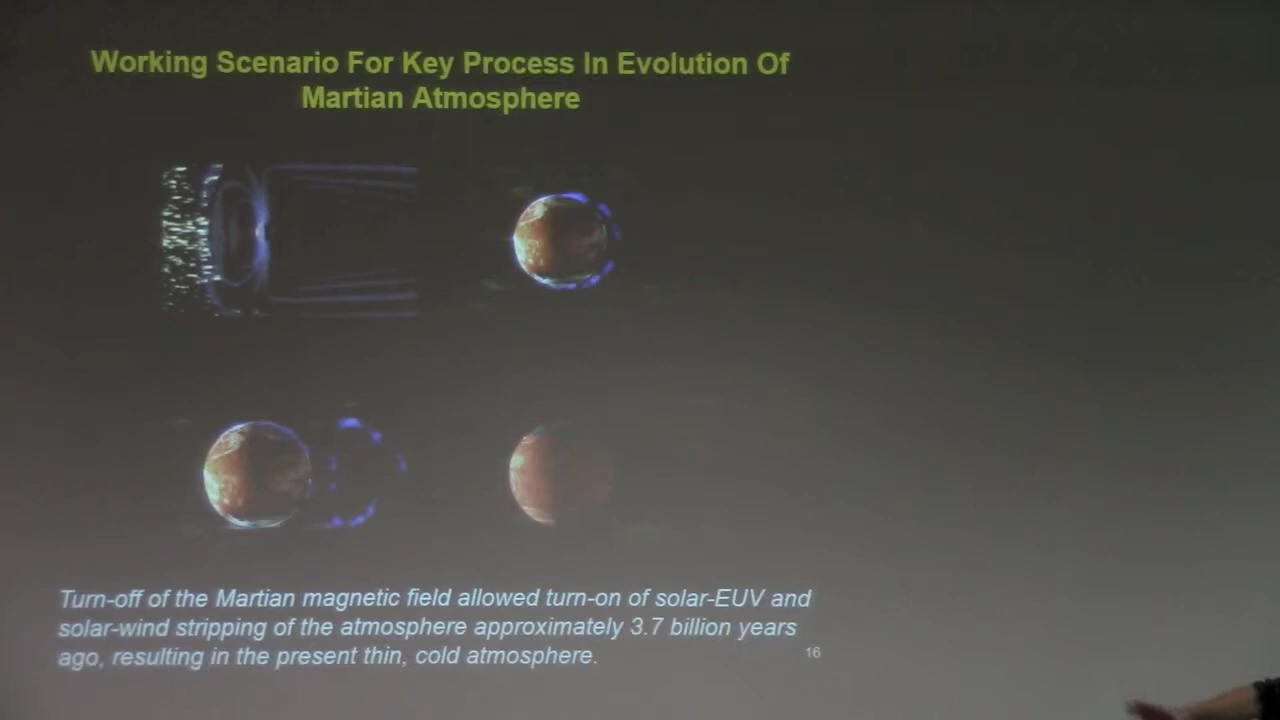 Working Scenario For Key Process In Evolution Of
Martian Atmosphere
Turn-off of the Martian magnetic field allowed turn-on of solar-EUV and
solar-wind stripping of the atmosphere approximately 3.7 billion years
ago, resulting in the present thin, cold atmosphere.
16